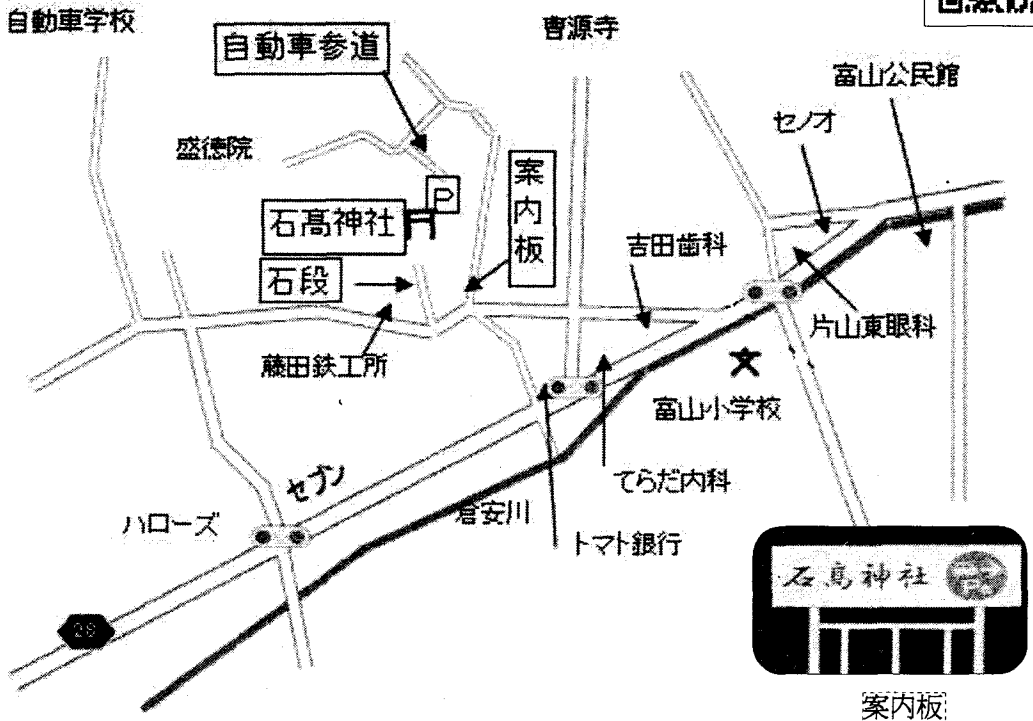 自動車学校
自動車参道
曹源寺
富山公民館
セノオ
盛徳院
P
案内板
石高神社
吉田歯科
石段
片山東眼科
藤田鉄工所
富山小学校
セブン
てらだ内科
倉安川
ハローズ
トマト銀行
石高神社
28
案内板